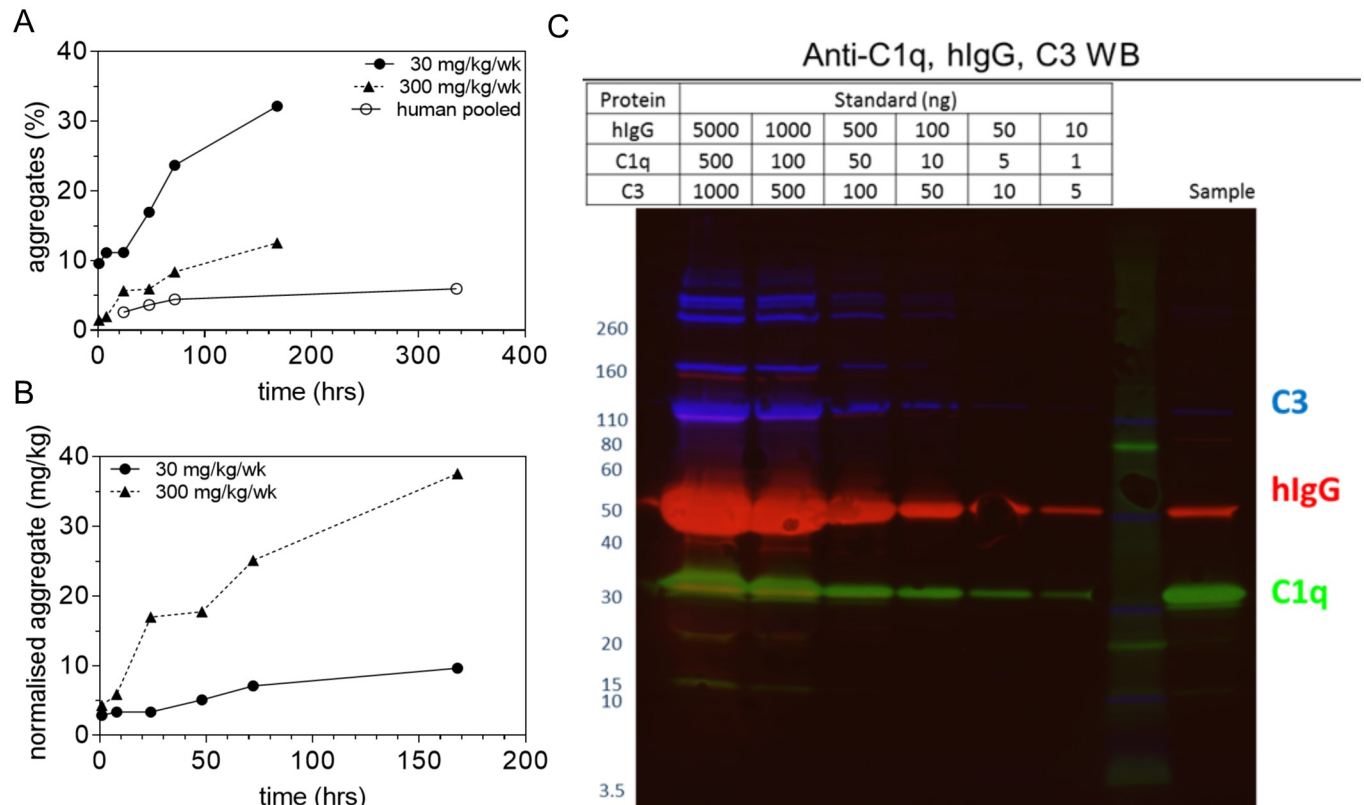 A
40
30
20
10
0
aggregates (%)
30 mg/kg/wk
300 mg/kg/wk
human pooled
0 100 200 300 400
time (hrs)
B
40
30
20
10
0
normalised aggregate (mg/kg)
30 mg/kg/wk
300 mg/kg/wk
0 50 100 150 200
time (hrs)
C
Anti-C1q, hIgG, C3 WB
Protein Standard (ng)
hIgG 5000 1000 500 100 50 10
C1q 500 100 50 10 5 1
C3 1000 500 100 50 10 5
Sample
260
160
110
80
60
50
40
30
20
15
10
3.5
C3
hIgG
C1q